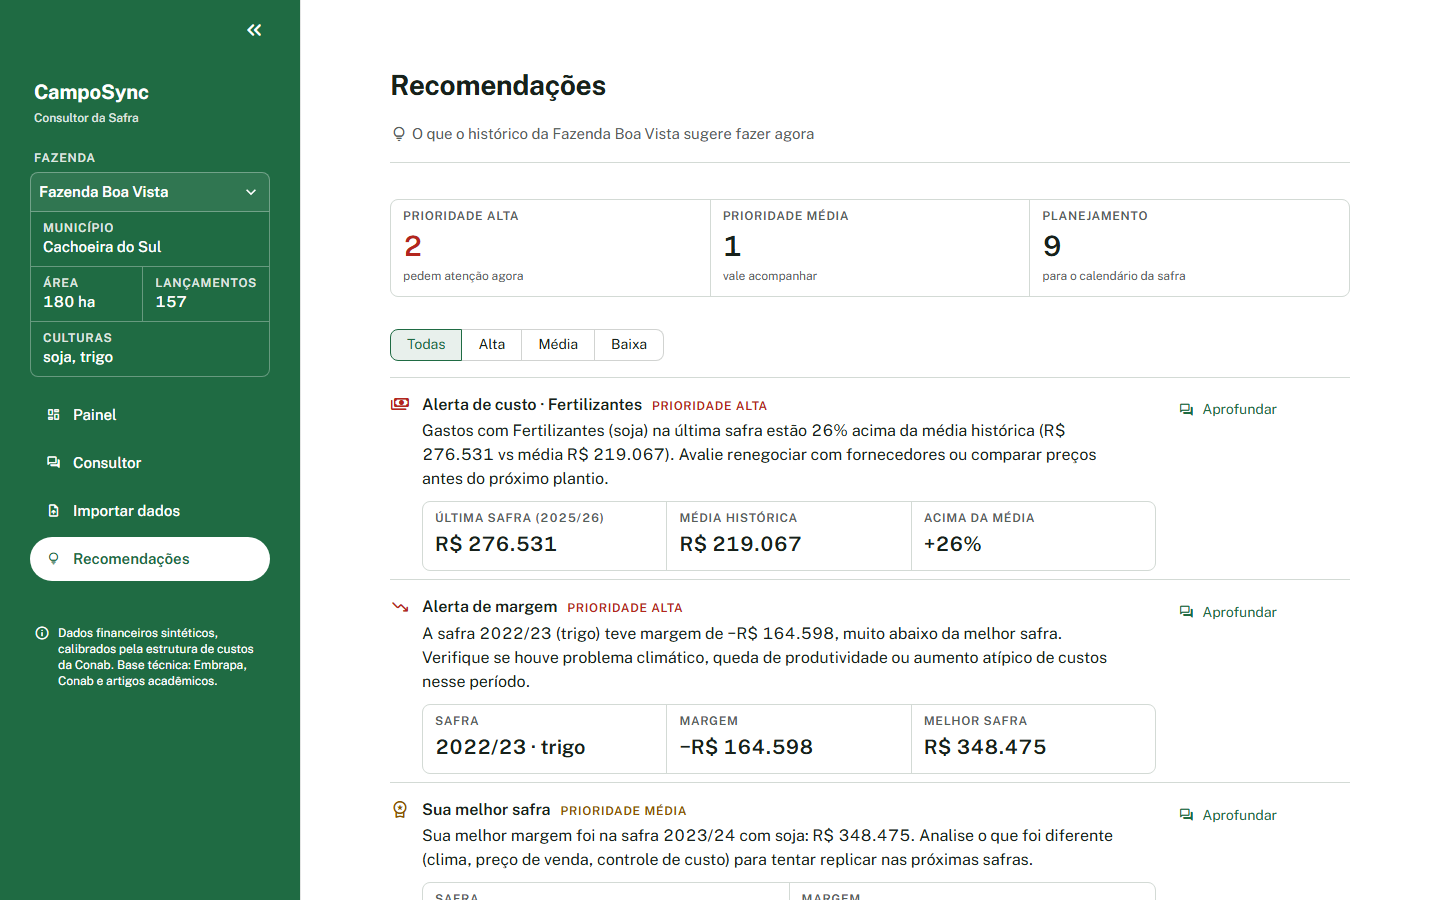 CampoSync
Consultor da Safra
FAZENDA
Fazenda Boa Vista
MUNICÍPIO
Cachoeira do Sul
ÁREA
180 ha
LANÇAMENTOS
157
CULTURAS
soja, trigo
Painel
Consultor
Importar dados
Recomendações
Dados financeiros sintéticos,
calibrados pela estrutura de custos
da Conab. Base técnica: Embrapa,
Conab e artigos acadêmicos.
Recomendações
O que o histórico da Fazenda Boa Vista sugere fazer agora
PRIORIDADE ALTA
2
pedem atenção agora
PRIORIDADE MÉDIA
1
vale acompanhar
PLANEJAMENTO
9
para o calendário da safra
Todas
Alta
Média
Baixa
Alerta de custo · Fertilizantes PRIORIDADE ALTA
Aprofundar
Gastos com Fertilizantes (soja) na última safra estão 26% acima da média histórica (R$
276.531 vs média R$ 219.067). Avalie renegociar com fornecedores ou comparar preços
antes do próximo plantio.
ÚLTIMA SAFRA (2025/26)
R$ 276.531
MÉDIA HISTÓRICA
R$ 219.067
ACIMA DA MÉDIA
+26%
Alerta de margem PRIORIDADE ALTA
Aprofundar
A safra 2022/23 (trigo) teve margem de −R$ 164.598, muito abaixo da melhor safra.
Verifique se houve problema climático, queda de produtividade ou aumento atípico de custos
nesse período.
SAFRA
2022/23 · trigo
MARGEM
−R$ 164.598
MELHOR SAFRA
R$ 348.475
Sua melhor safra PRIORIDADE MÉDIA
Aprofundar
Sua melhor margem foi na safra 2023/24 com soja: R$ 348.475. Analise o que foi diferente
(clima, preço de venda, controle de custo) para tentar replicar nas próximas safras.
SAFRA
MARGEM